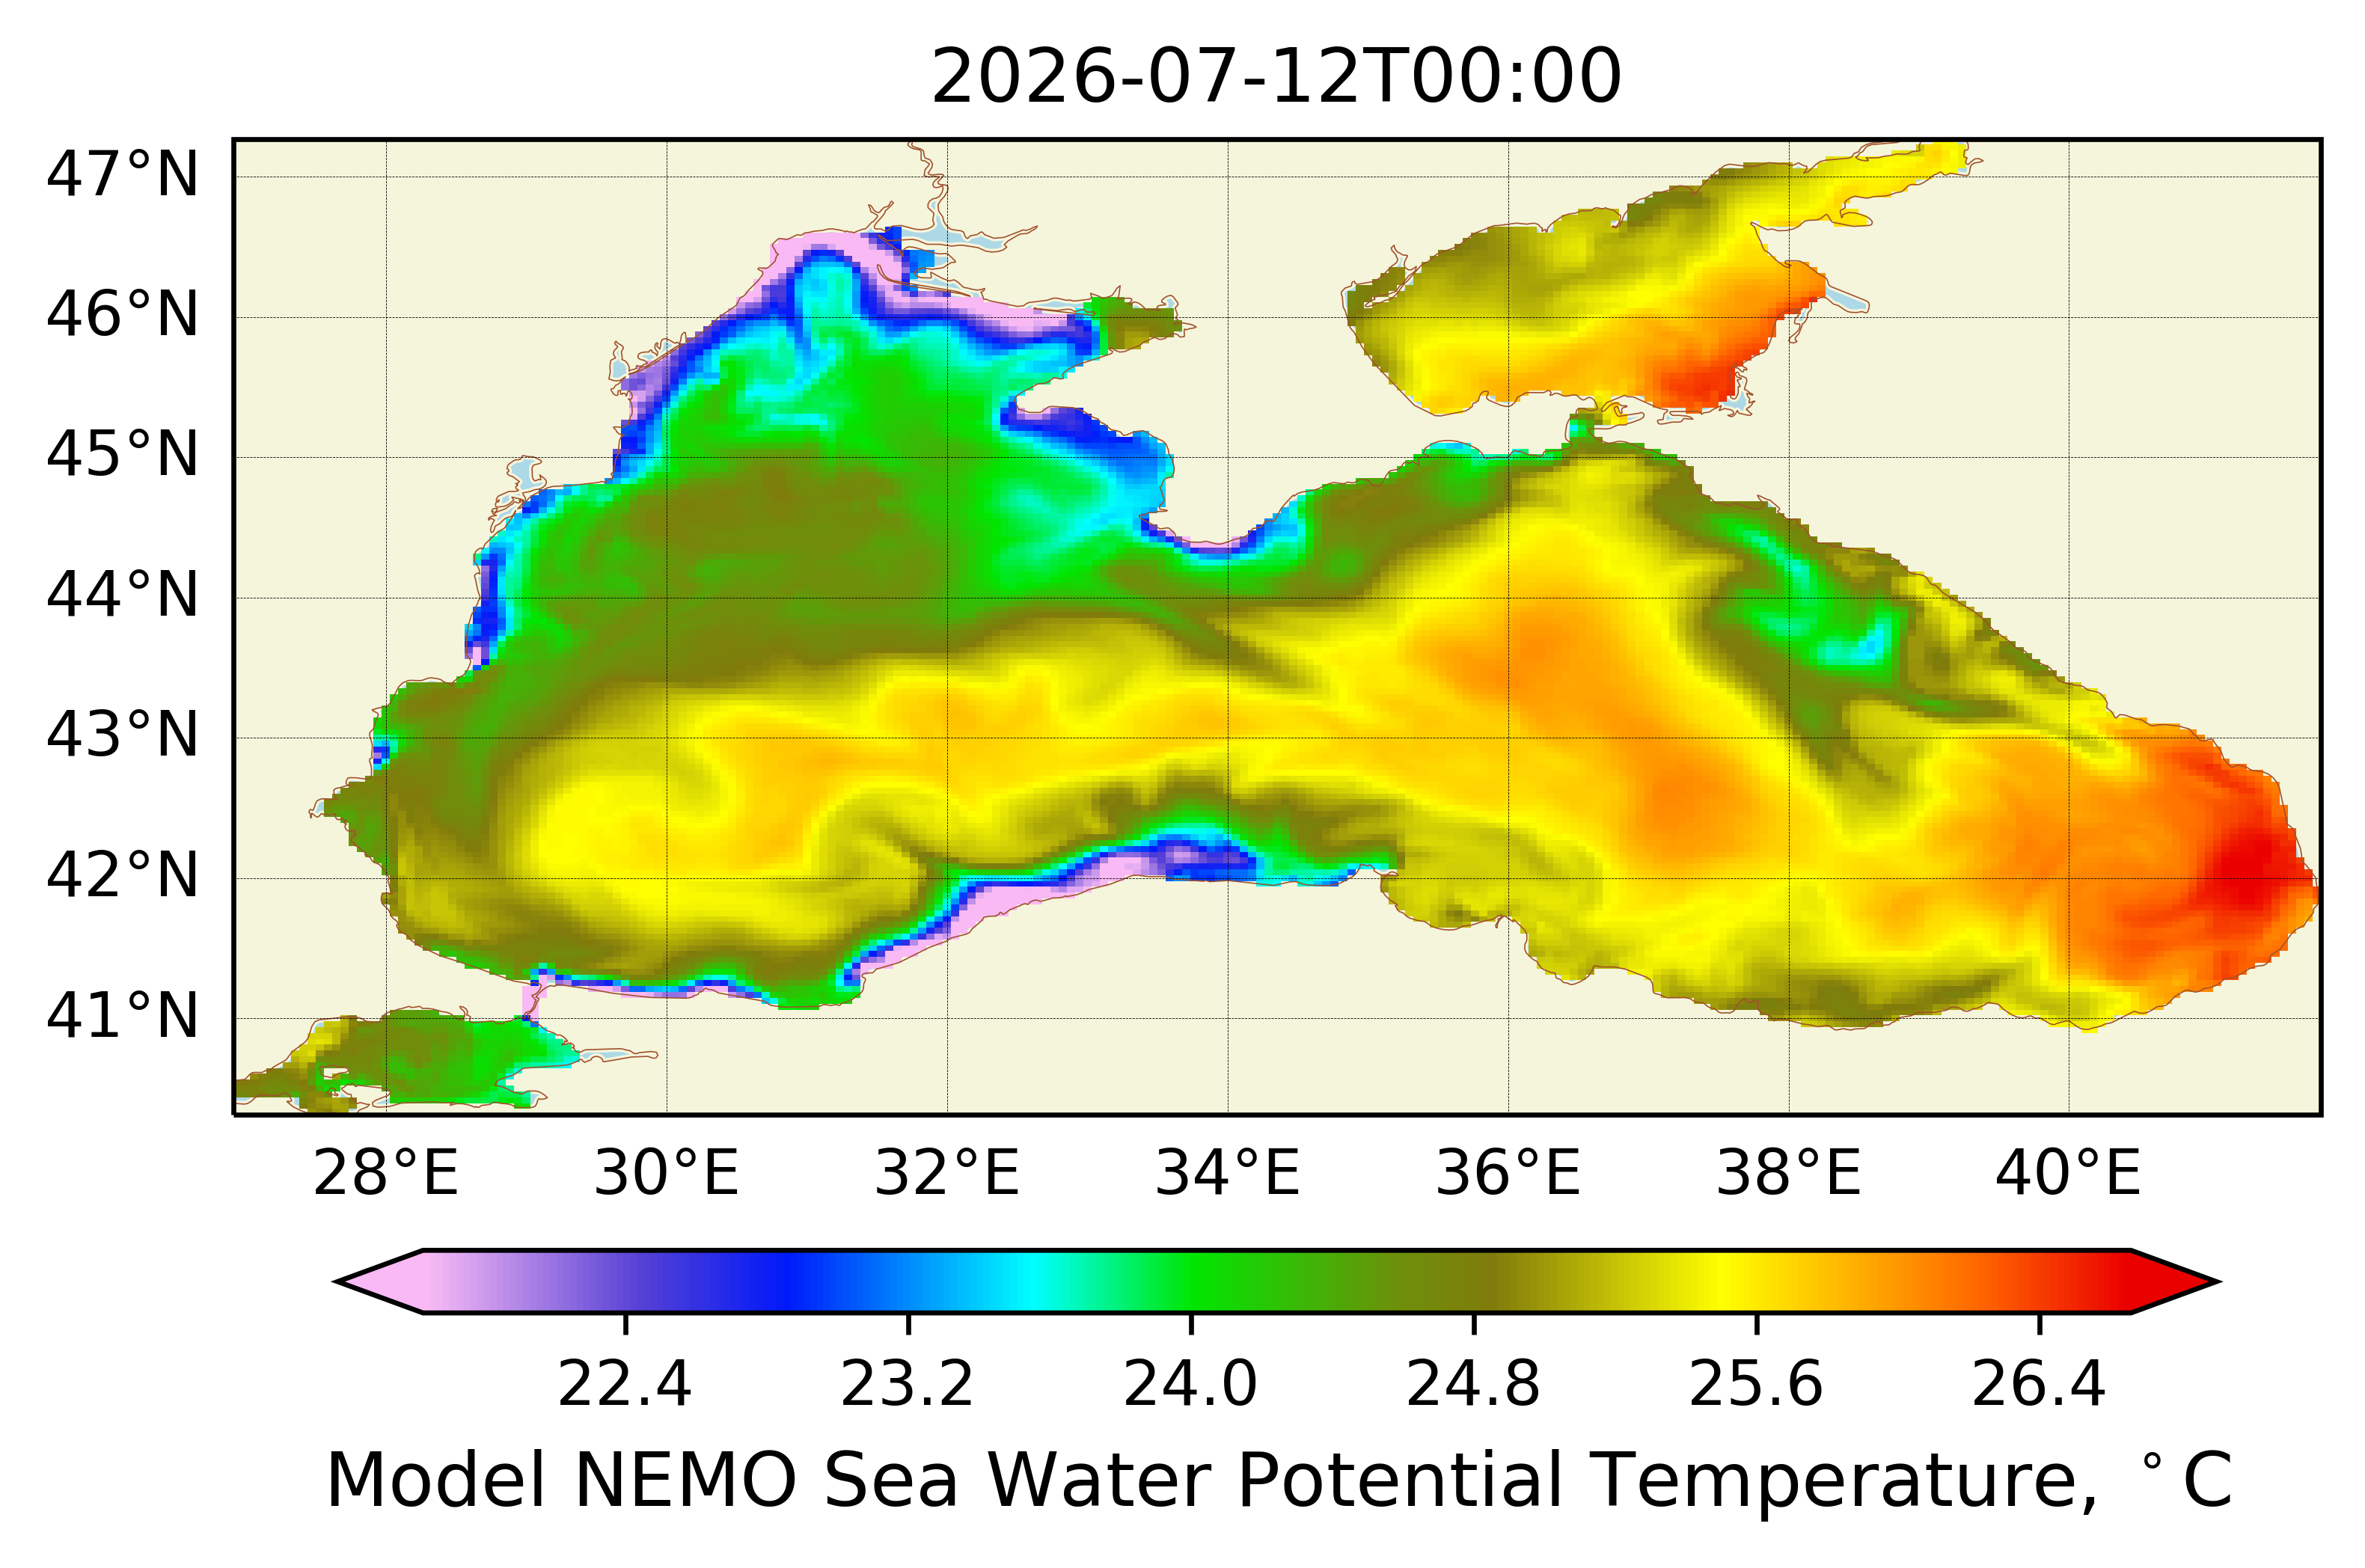 2026-07-12T00:00
47°N
46°N
45°N
44°N
43°N
42°N
41°N
28°E 30°E 32°E 34°E 36°E 38°E 40°E
22.4 23.2 24.0 24.8 25.6 26.4
Model NEMO Sea Water Potential Temperature, °C